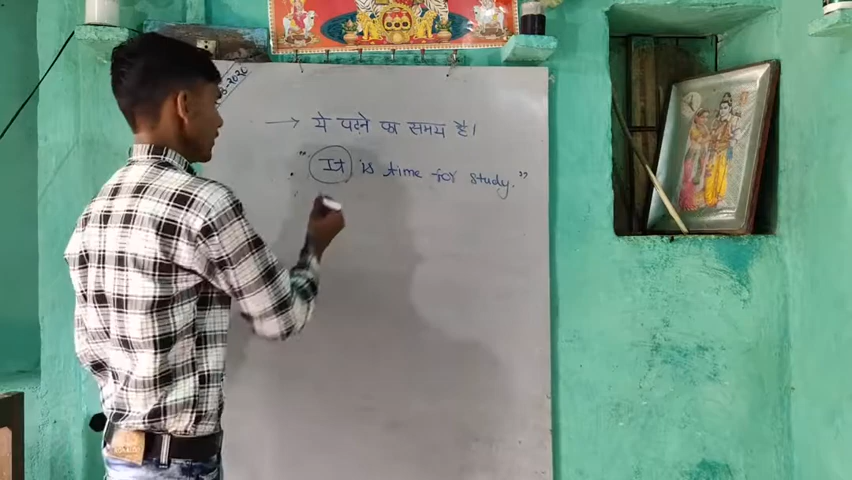 → ये पढ़ने का समय है।
"It is time for study."